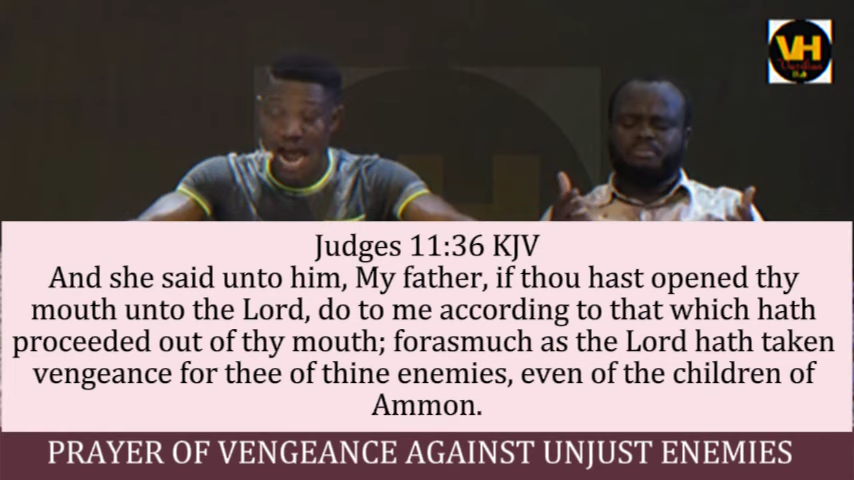 VH
Judges 11:36 KJV
And she said unto him, My father, if thou hast opened thy
mouth unto the Lord, do to me according to that which hath
proceeded out of thy mouth; forasmuch as the Lord hath taken
vengeance for thee of thine enemies, even of the children of
Ammon.
PRAYER OF VENGEANCE AGAINST UNJUST ENEMIES